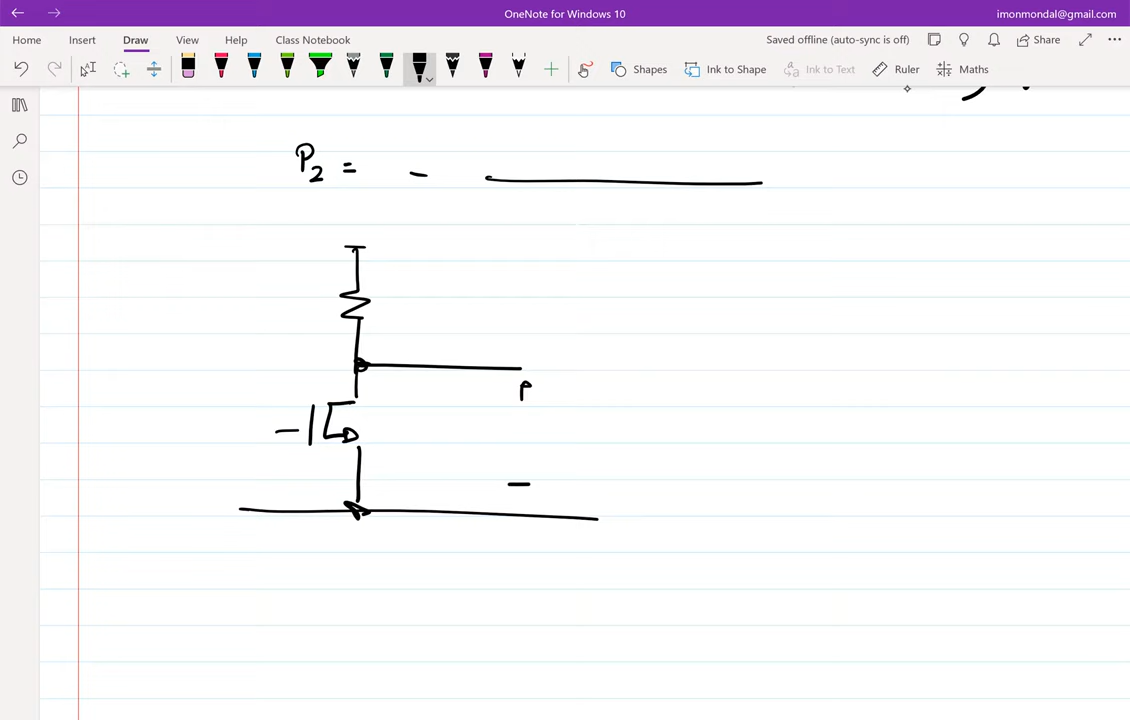 OneNote for Windows 10
imonmondal@gmail.com
Home Insert Draw View Help Class Notebook
Saved offline (auto-sync is off) Share
Shapes Ink to Shape Ink to Text Ruler Maths
P2 = -